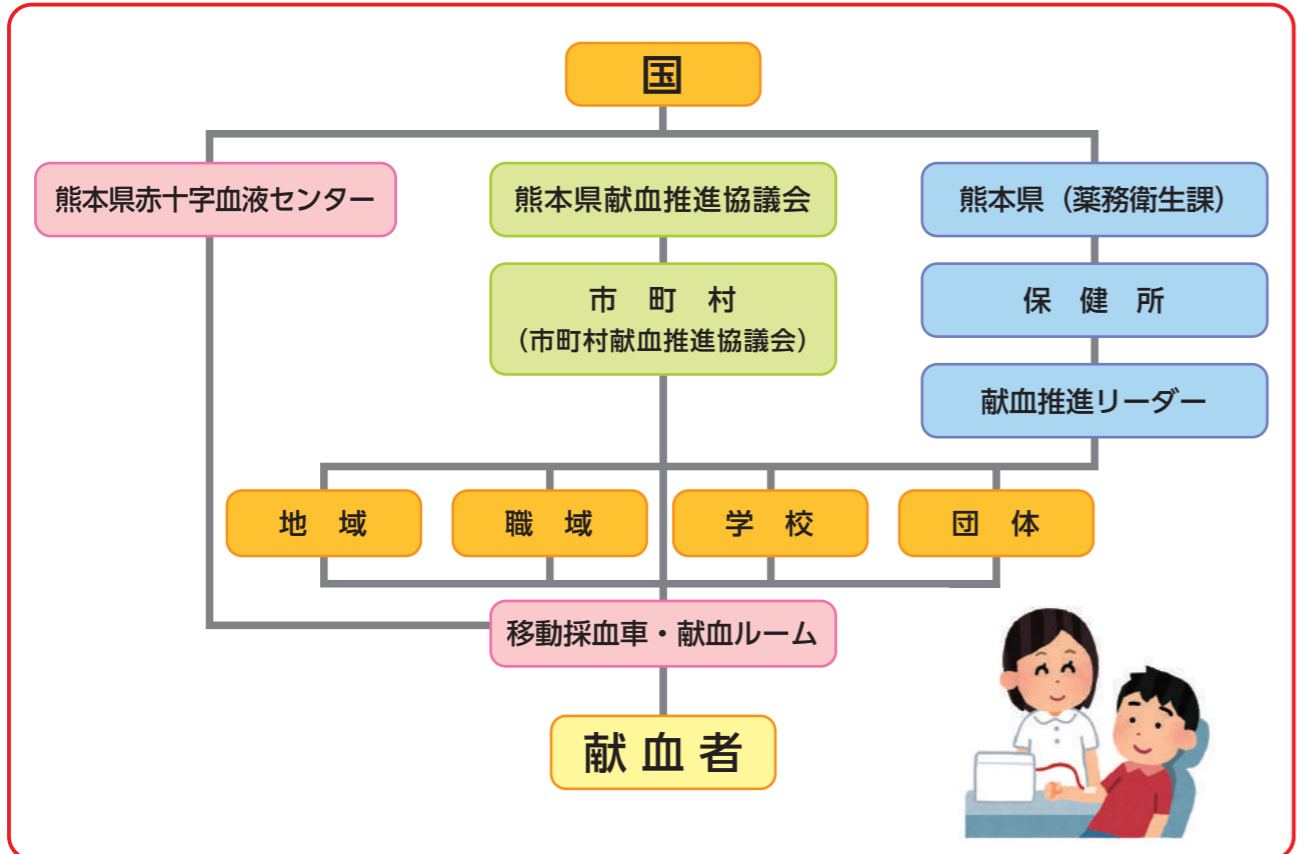 国
熊本県赤十字血液センター
熊本県献血推進協議会
熊本県（薬務衛生課）
市　町　村
（市町村献血推進協議会）
保　健　所
献血推進リーダー
地　域
職　域
学　校
団　体
移動採血車・献血ルーム
献 血 者